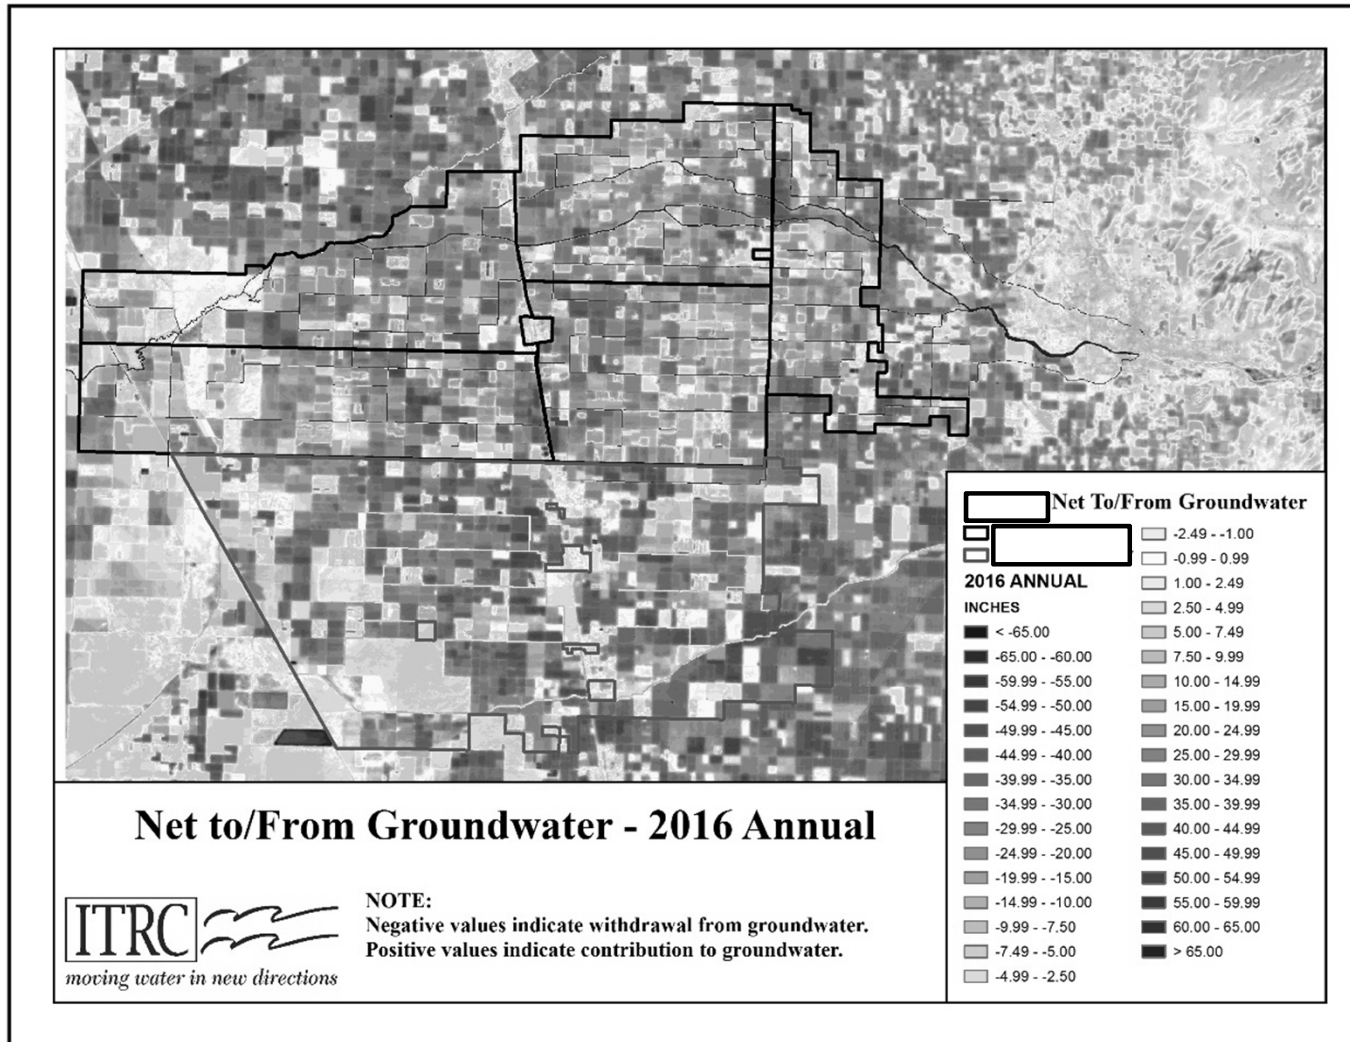 Net To/From Groundwater
2016 ANNUAL
INCHES
< -65.00
-65.00 - -60.00
-59.99 - -55.00
-54.99 - -50.00
-49.99 - -45.00
-44.99 - -40.00
-39.99 - -35.00
-34.99 - -30.00
-29.99 - -25.00
-24.99 - -20.00
-19.99 - -15.00
-14.99 - -10.00
-9.99 - -7.50
-7.49 - -5.00
-4.99 - -2.50
-2.49 - -1.00
-0.99 - 0.99
1.00 - 2.49
2.50 - 4.99
5.00 - 7.49
7.50 - 9.99
10.00 - 14.99
15.00 - 19.99
20.00 - 24.99
25.00 - 29.99
30.00 - 34.99
35.00 - 39.99
40.00 - 44.99
45.00 - 49.99
50.00 - 54.99
55.00 - 59.99
60.00 - 65.00
> 65.00
Net to/From Groundwater - 2016 Annual
ITRC
moving water in new directions
NOTE:
Negative values indicate withdrawal from groundwater.
Positive values indicate contribution to groundwater.